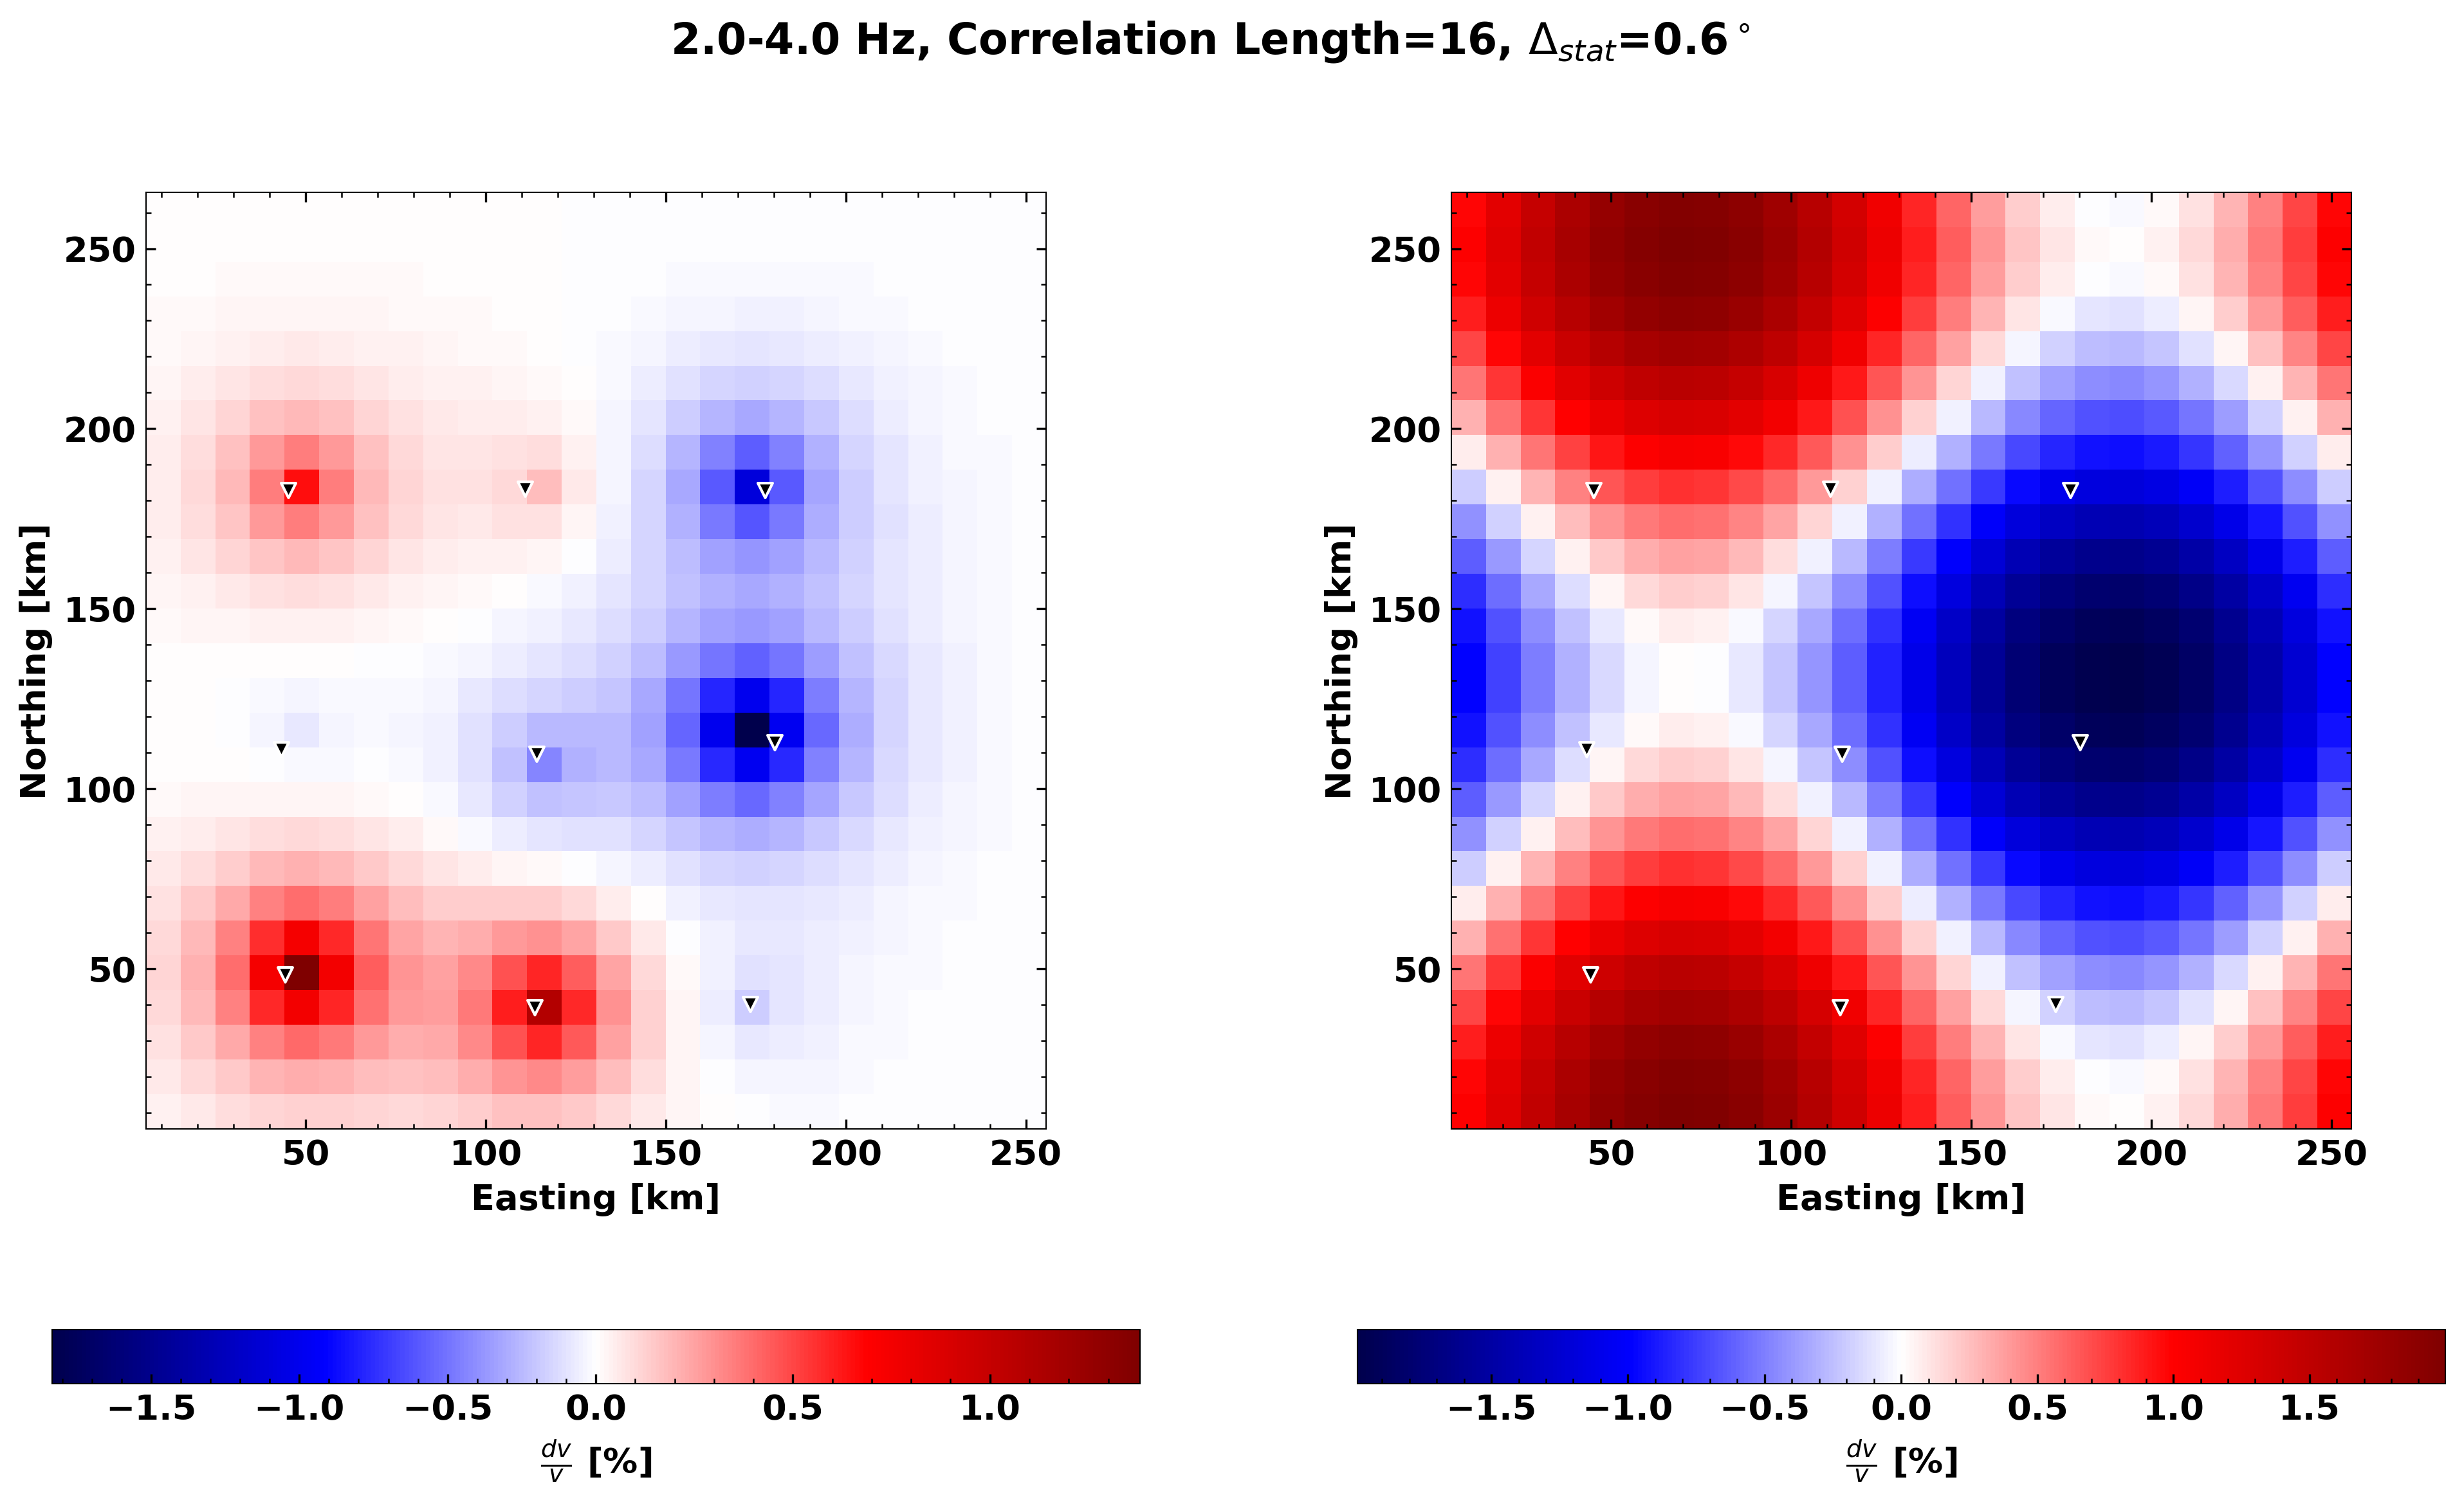 2.0-4.0 Hz, Correlation Length=16, Δstat=0.6°
250
200
150
100
50
Northing [km]
50 100 150 200 250
Easting [km]
−1.5 −1.0 −0.5 0.0 0.5 1.0
dv/v [%]
250
200
150
100
50
Northing [km]
50 100 150 200 250
Easting [km]
−1.5 −1.0 −0.5 0.0 0.5 1.0 1.5
dv/v [%]